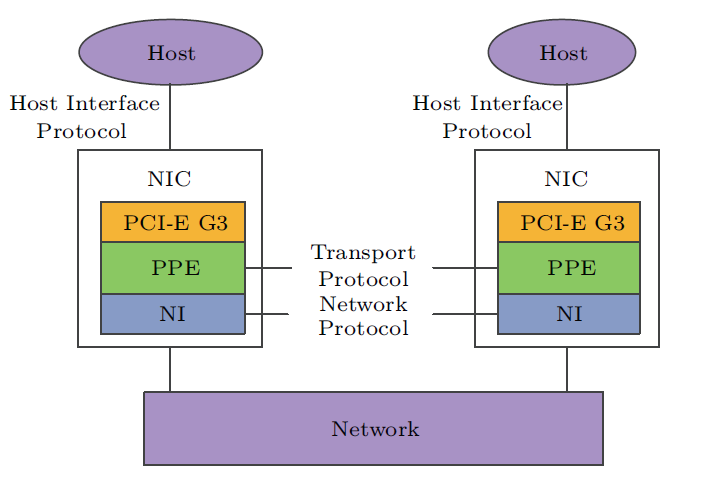 Host
Host
Host Interface
Protocol
Host Interface
Protocol
NIC
NIC
PCI-E G3
PCI-E G3
PPE
Transport
Protocol
PPE
NI
Network
Protocol
NI
Network